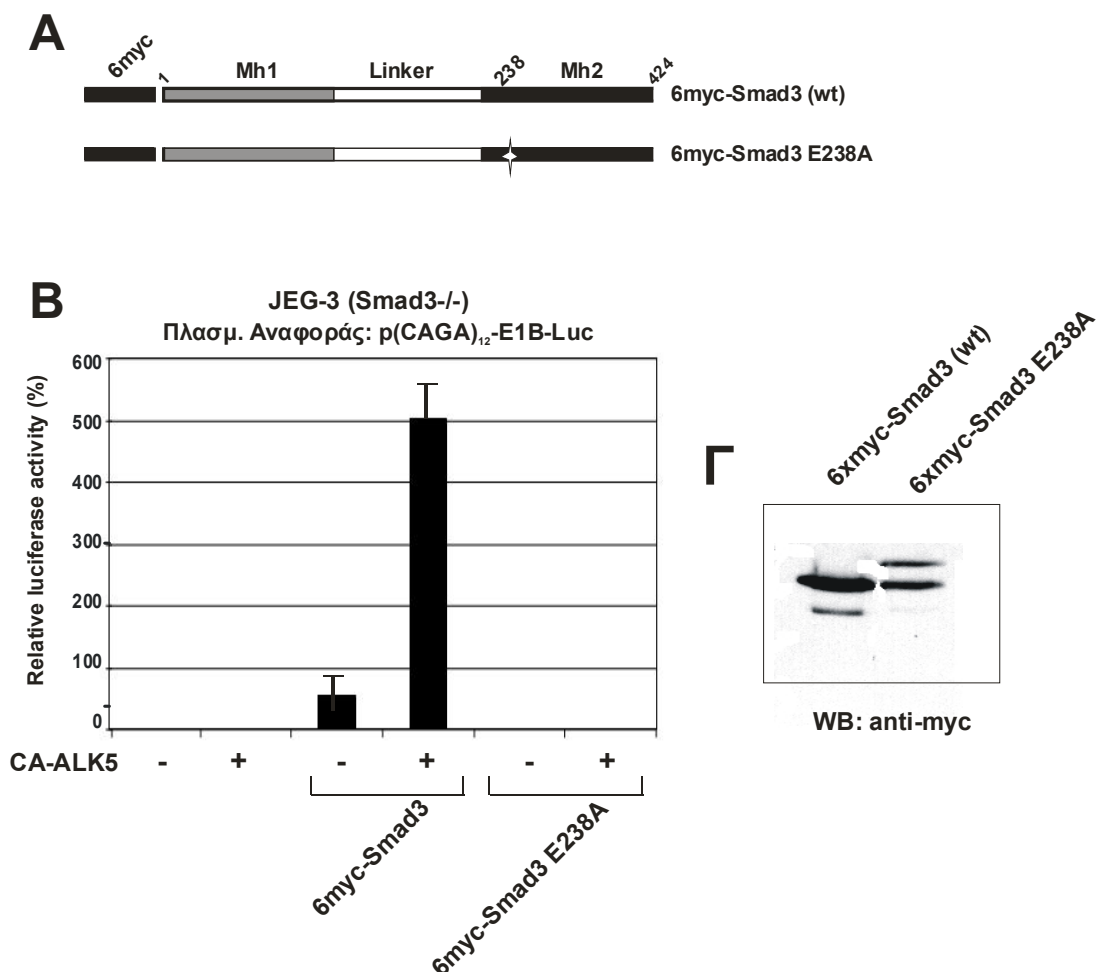 A
6myc
1
Mh1
Linker
238
Mh2
424
6myc-Smad3 (wt)
6myc-Smad3 E238A
B
JEG-3 (Smad3-/-)
Πλασμ. Αναφοράς: p(CAGA)₁₂-E1B-Luc
Relative luciferase activity (%)
600
500
400
300
200
100
0
CA-ALK5 - + - + - +
6myc-Smad3
6myc-Smad3 E238A
Γ
6xmyc-Smad3 (wt)
6xmyc-Smad3 E238A
WB: anti-myc